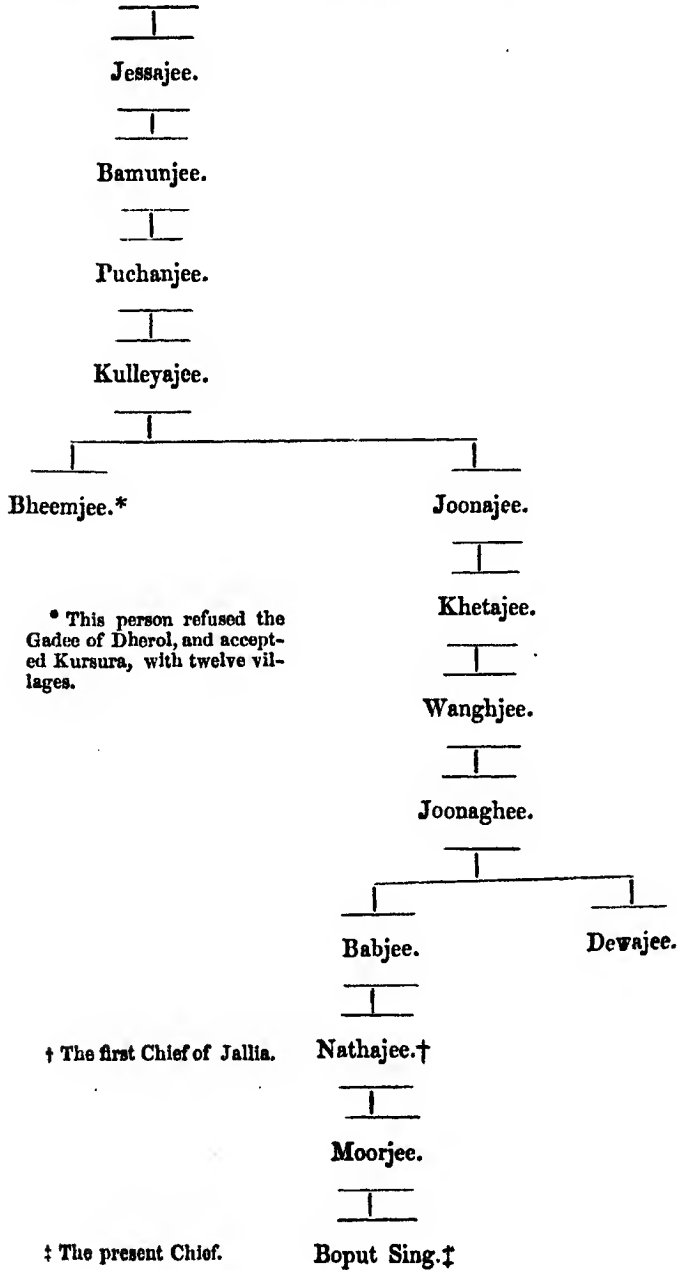 Jessajee.
Bamunjee.
Puchanjee.
Kulleyajee.
Bheemjee.* Joonajee.
* This person refused the
Gadee of Dherol, and accept-
ed Kursura, with twelve vil-
lages.
Khetajee.
Wanghjee.
Joonaghee.
Babjee. Dewajee.
† The first Chief of Jallia. Nathajee.†
Moorjee.
‡ The present Chief. Boput Sing.‡